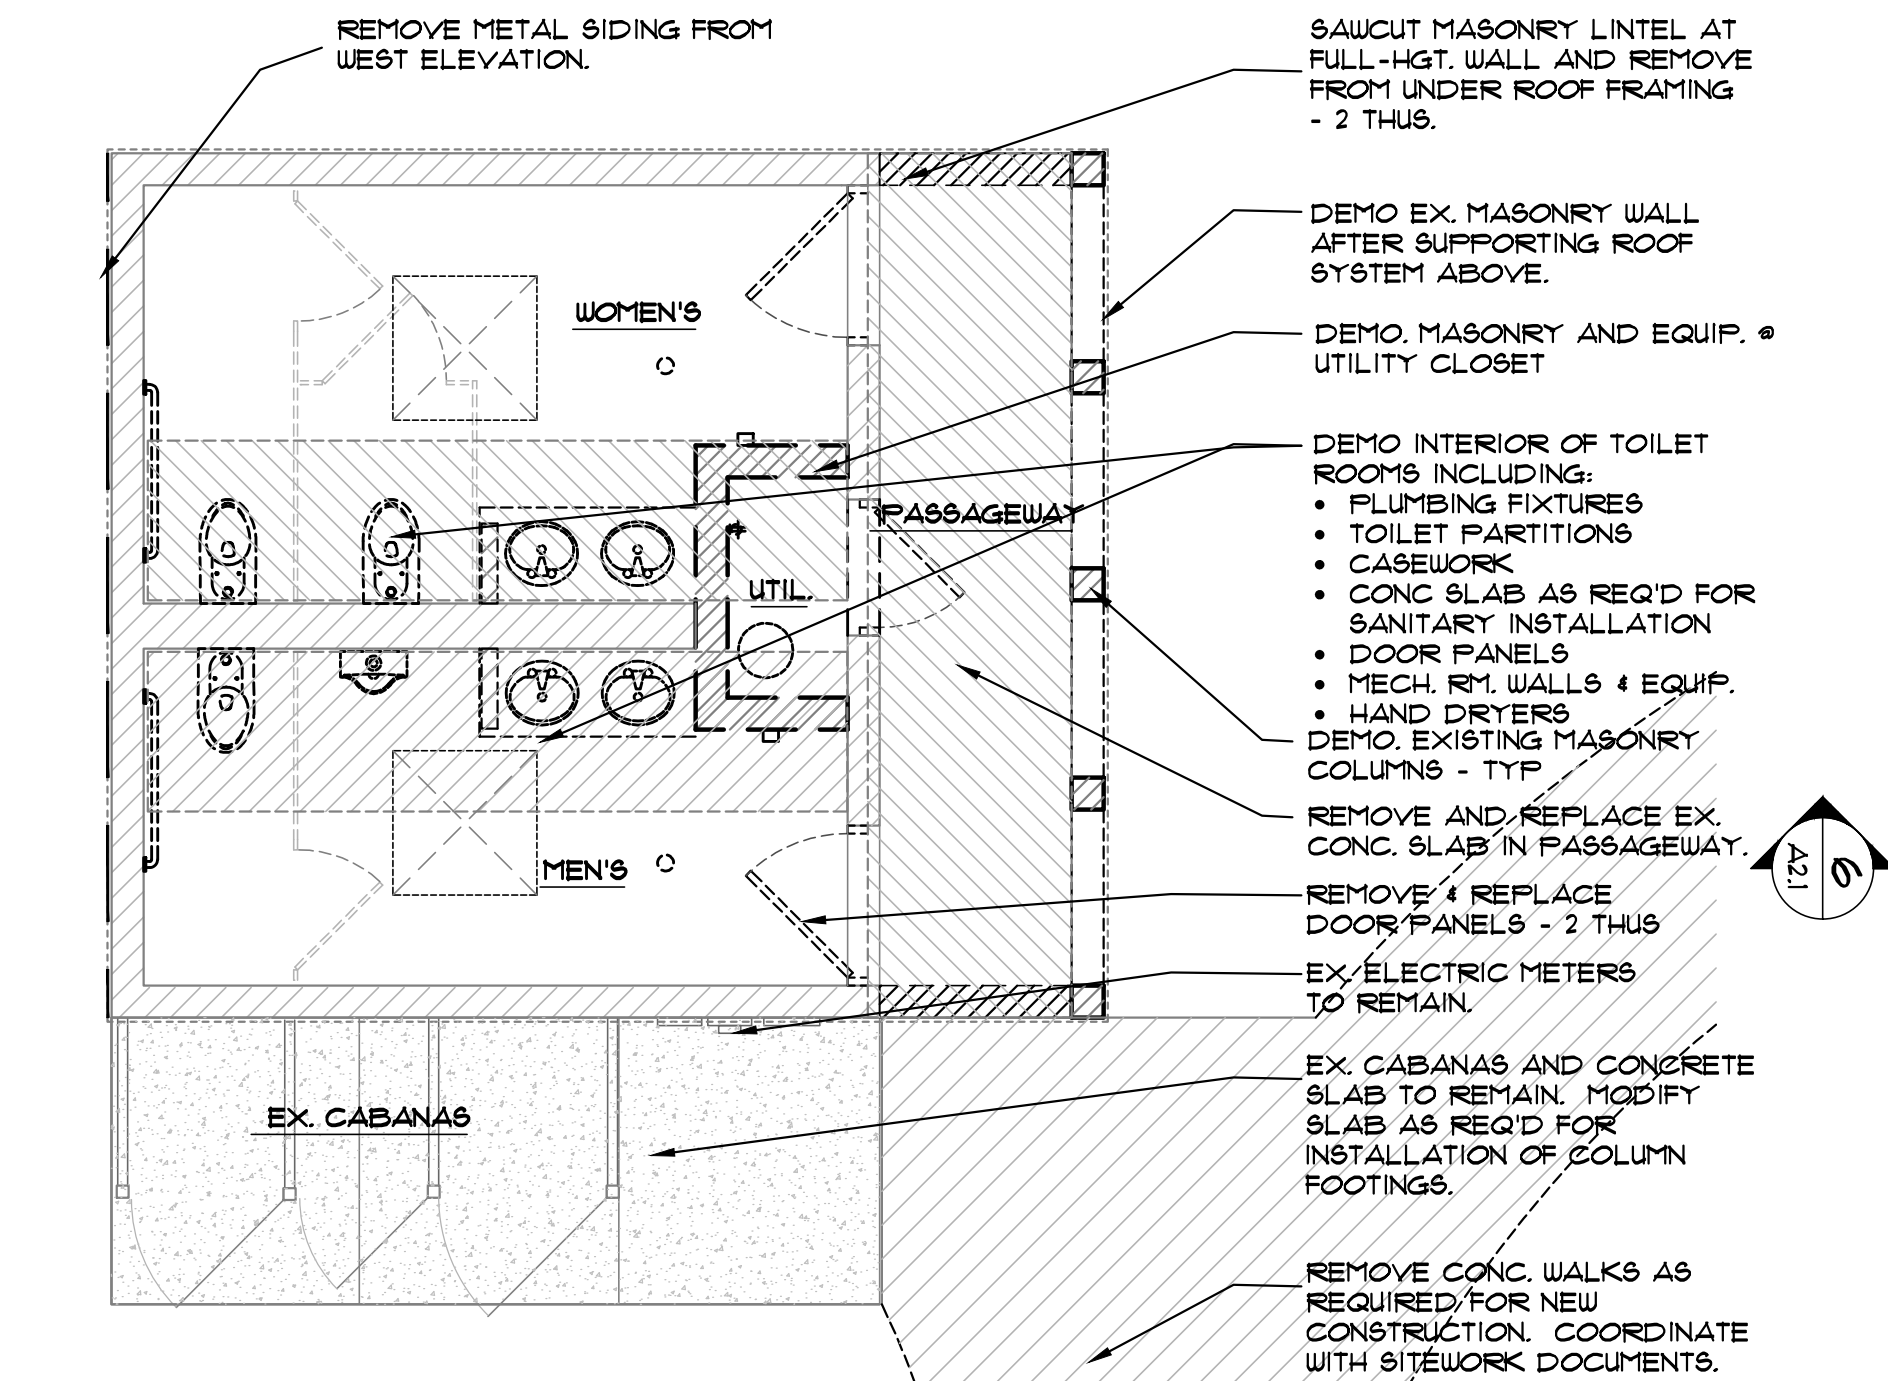 REMOVE METAL SIDING FROM
WEST ELEVATION.
SAWCUT MASONRY LINTEL AT
FULL-HGT. WALL AND REMOVE
FROM UNDER ROOF FRAMING
- 2 THUS.
DEMO EX. MASONRY WALL
AFTER SUPPORTING ROOF
SYSTEM ABOVE.
DEMO. MASONRY AND EQUIP. @
UTILITY CLOSET
DEMO INTERIOR OF TOILET
ROOMS INCLUDING:
• PLUMBING FIXTURES
• TOILET PARTITIONS
• CASEWORK
• CONC SLAB AS REQ'D FOR
SANITARY INSTALLATION
• DOOR PANELS
• MECH. RM. WALLS & EQUIP.
• HAND DRYERS
DEMO. EXISTING MASONRY
COLUMNS - TYP
REMOVE AND REPLACE EX.
CONC. SLAB IN PASSAGEWAY.
REMOVE & REPLACE
DOOR PANELS - 2 THUS
EX. ELECTRIC METERS
TO REMAIN.
EX. CABANAS AND CONCRETE
SLAB TO REMAIN. MODIFY
SLAB AS REQ'D FOR
INSTALLATION OF COLUMN
FOOTINGS.
REMOVE CONC. WALKS AS
REQUIRED FOR NEW
CONSTRUCTION. COORDINATE
WITH SITEWORK DOCUMENTS.
WOMEN'S
PASSAGEWAY
UTIL.
MEN'S
EX. CABANAS
6
A2.1